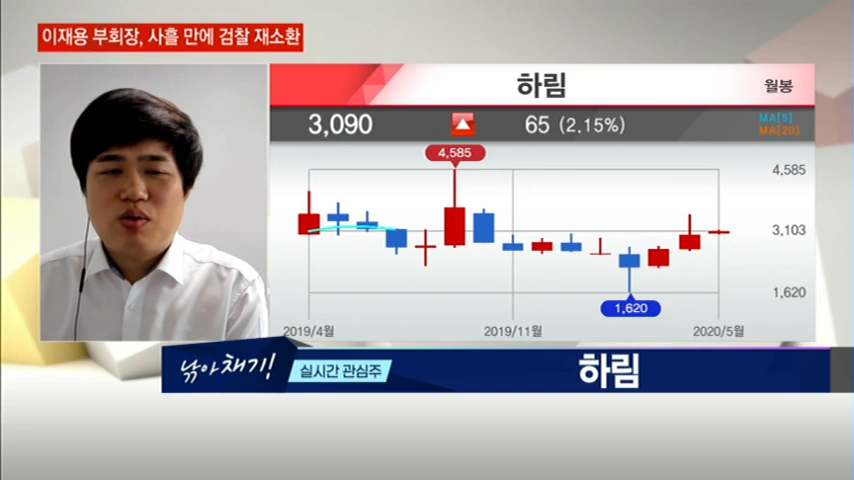 이재용 부회장, 사흘 만에 검찰 재소환
하림
월봉
3,090 65 (2.15%)
MA[5]
MA[20]
4,585
4,585
3,103
1,620
1,620
2019/4월 2019/11월 2020/5월
낚아채기!
실시간 관심주
하림